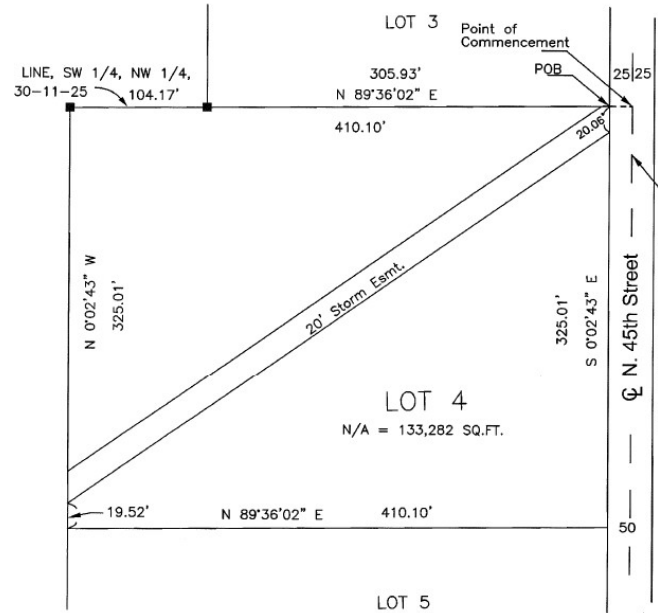 LOT 3
Point of
Commencement
POB
25|25
LINE, SW 1/4, NW 1/4,
30-11-25
104.17'
305.93'
N 89°36'02" E
410.10'
20.06'
N 0°02'43" W
325.01'
20' Storm Esmt.
325.01'
S 0°02'43" E
℄ N. 45th Street
LOT 4
N/A = 133,282 SQ.FT.
19.52'
N 89°36'02" E
410.10'
50
LOT 5